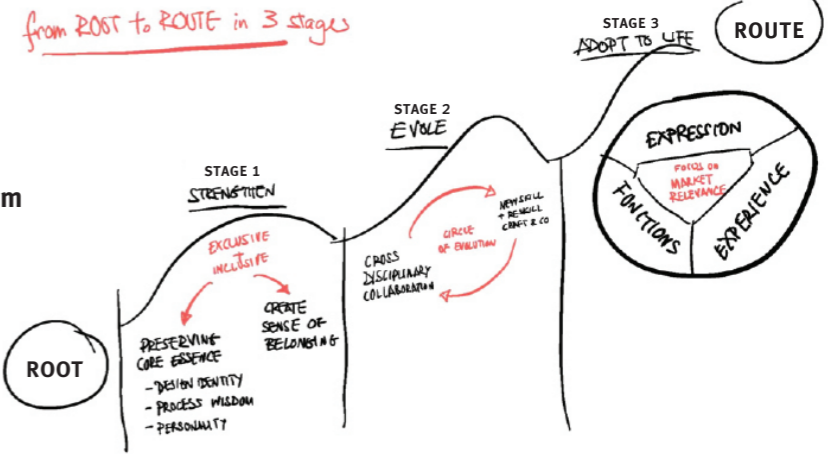 from ROOT to ROUTE in 3 stages
STAGE 3
ADOPT TO LIFE
ROUTE
STAGE 2
EVOLE
STAGE 1
STRENGTHEN
m
EXCLUSIVE
+
INCLUSIVE
PRESERVING
CORE ESSENCE
- DESIGN IDENTITY
- PROCESS WISDOM
- PERSONALITY
CREATE
SENSE OF
BELONGING
CROSS
DISCIPLINARY
COLLABORATION
CIRCLE
OF EVOLUTION
NEW SKILL
+ RESKILL
CRAFT & CO
EXPRESSION
FOCUS ON
MARKET
RELEVANCE
FONCTIONS
EXPERIENCE
ROOT